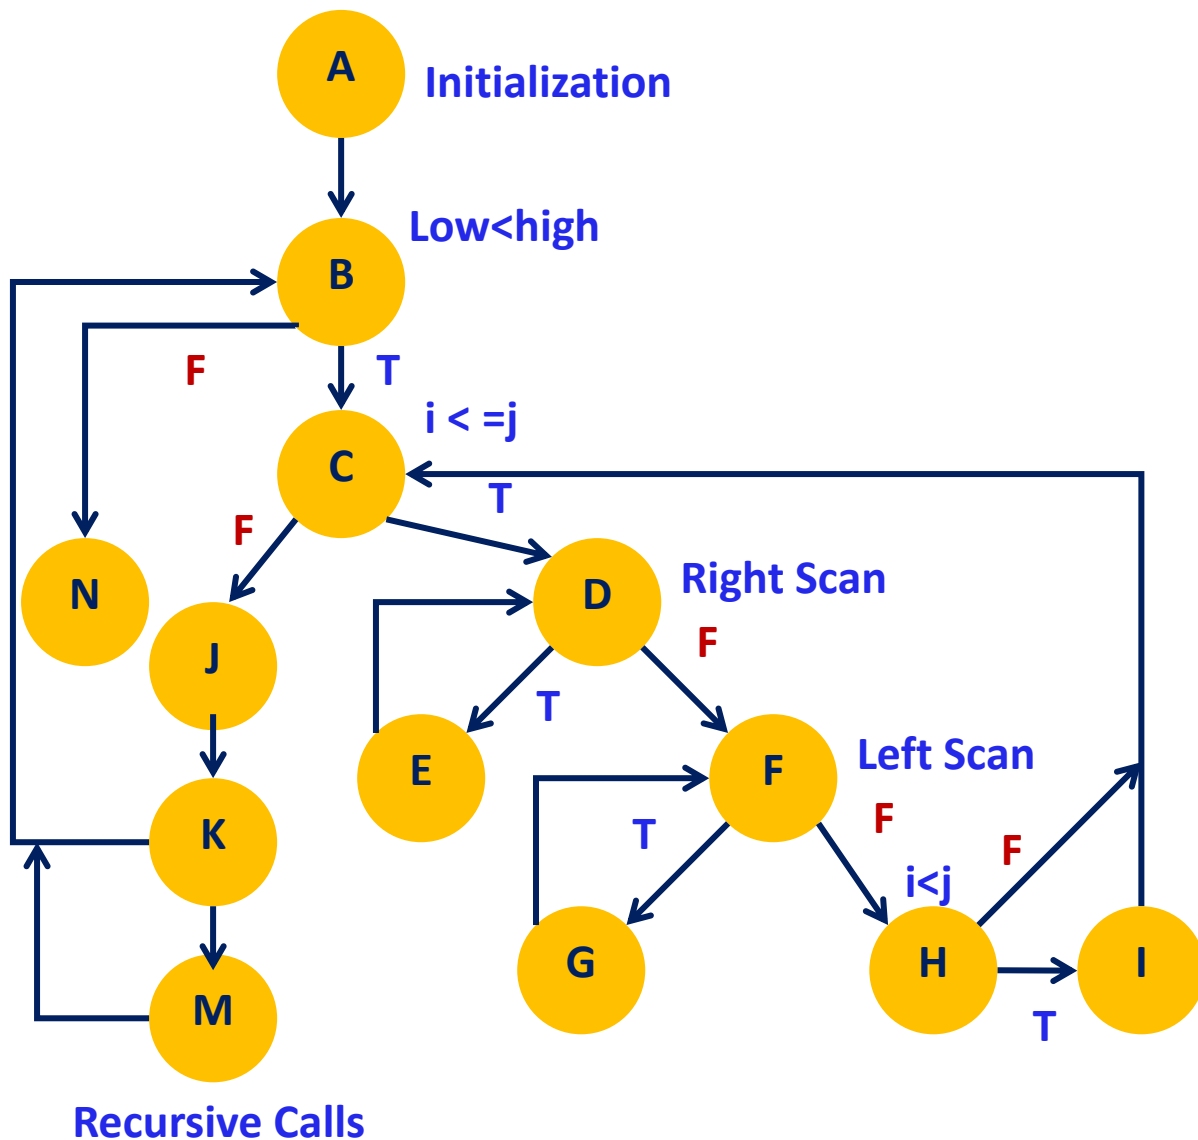 A
Initialization
Low<high
B
F
T
i < =j
C
T
F
N
D
Right Scan
J
F
T
E
F
Left Scan
K
T
F
F
i<j
G
H
I
M
T
Recursive Calls